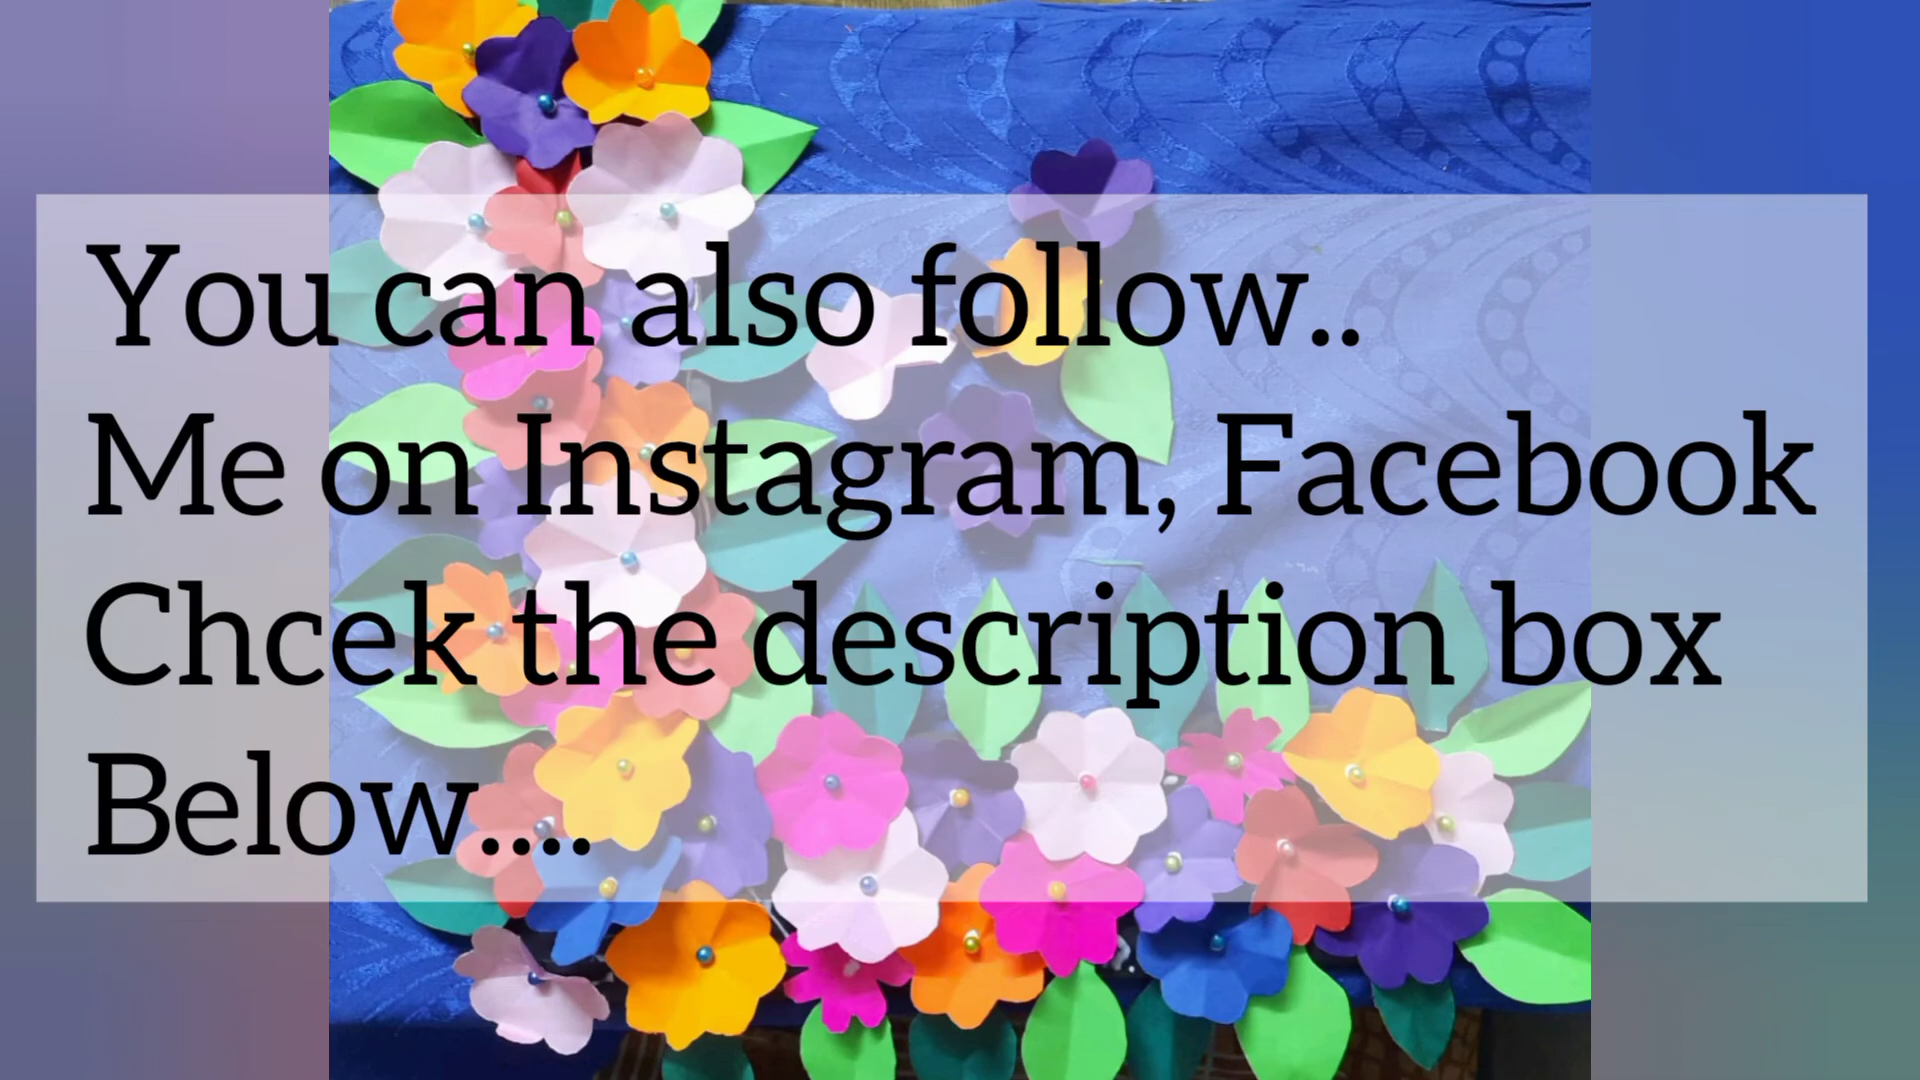 You can also follow..
Me on Instagram, Facebook
Chcek the description box
Below....